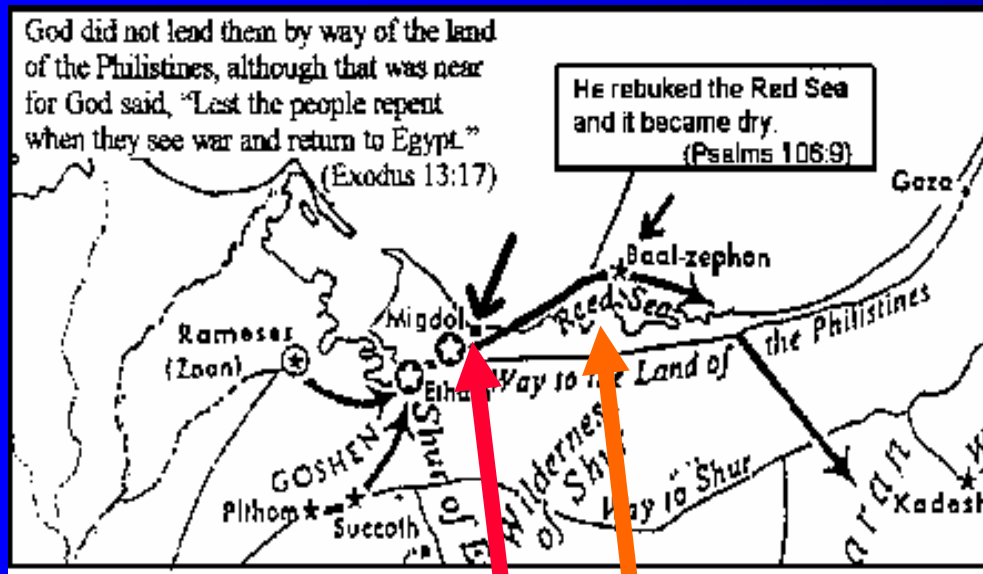 God did not lend them by way of the land
of the Philistines, although that was near
for God said, “Lest the people repent
when they see war and return to Egypt.”
(Exodus 13:17)
He rebuked the Red Sea
and it became dry.
(Psalms 106:9)
Gaza
Baal-zephon
Reed Sea
Migdol
Rameses
(Zoan)
Way to the Land of the Philistines
GOSHEN
Shur of E
Wilderness
of Shur
Way to Shur
Pithom
Succoth
aran
Kadesh
W